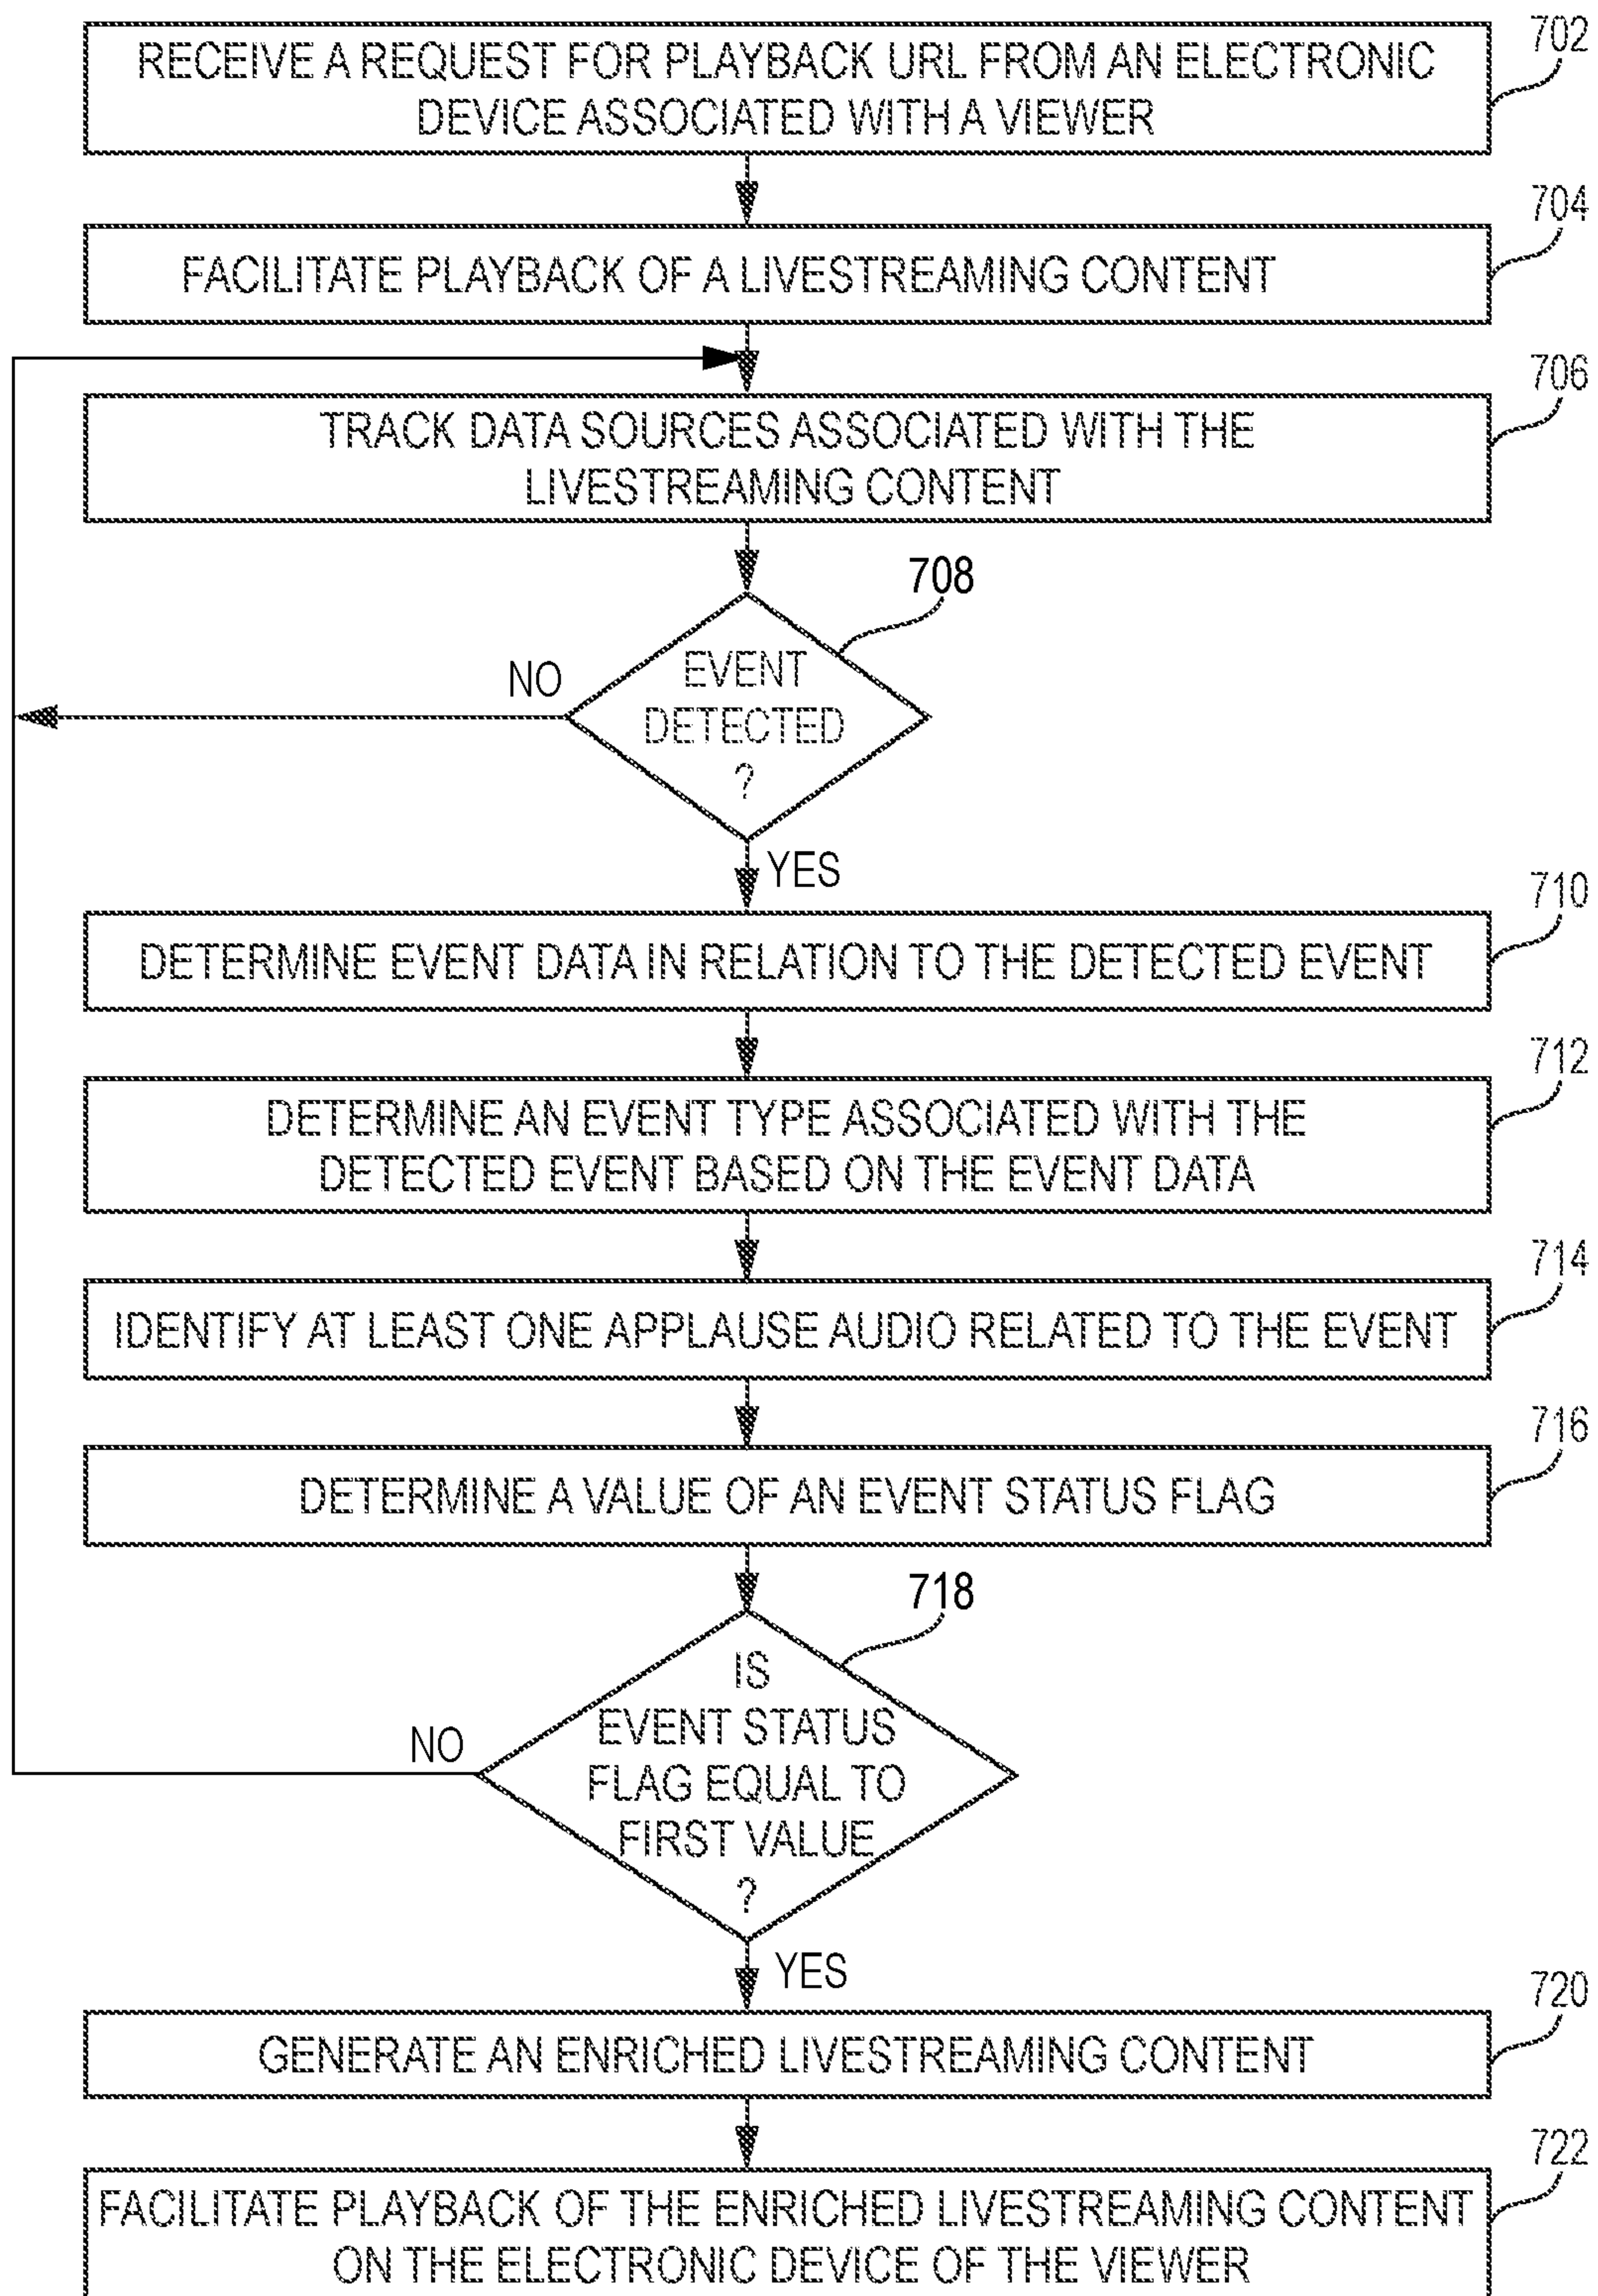 702
RECEIVE A REQUEST FOR PLAYBACK URL FROM AN ELECTRONIC
DEVICE ASSOCIATED WITH A VIEWER
704
FACILITATE PLAYBACK OF A LIVESTREAMING CONTENT
706
TRACK DATA SOURCES ASSOCIATED WITH THE
LIVESTREAMING CONTENT
708
EVENT
DETECTED
?
NO
YES
710
DETERMINE EVENT DATA IN RELATION TO THE DETECTED EVENT
712
DETERMINE AN EVENT TYPE ASSOCIATED WITH THE
DETECTED EVENT BASED ON THE EVENT DATA
714
IDENTIFY AT LEAST ONE APPLAUSE AUDIO RELATED TO THE EVENT
716
DETERMINE A VALUE OF AN EVENT STATUS FLAG
718
IS
EVENT STATUS
FLAG EQUAL TO
FIRST VALUE
?
NO
YES
720
GENERATE AN ENRICHED LIVESTREAMING CONTENT
722
FACILITATE PLAYBACK OF THE ENRICHED LIVESTREAMING CONTENT
ON THE ELECTRONIC DEVICE OF THE VIEWER